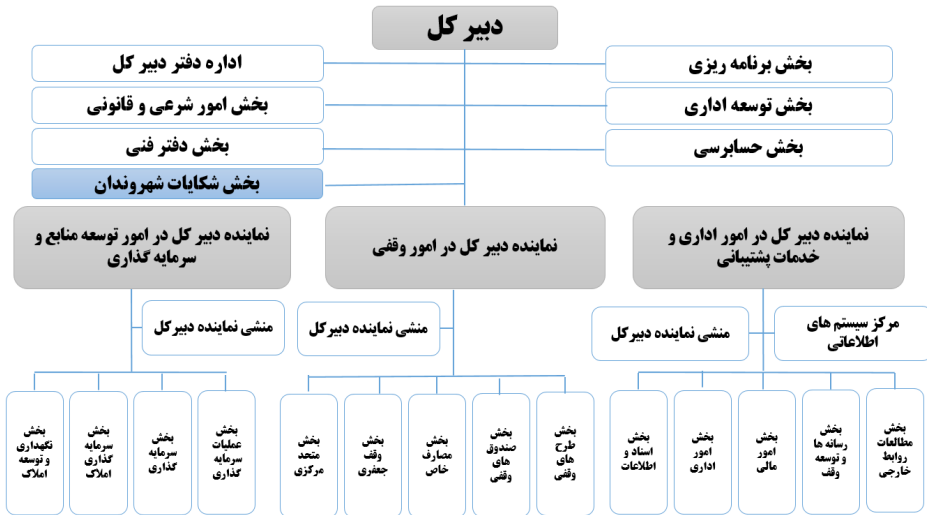 دبیر کل
بخش برنامه ریزی
اداره دفتر دبیر کل
بخش توسعه اداری
بخش امور شرعی و قانونی
بخش حسابرسی
بخش دفتر فنی
بخش شکایات شهروندان
نماینده دبیر کل در امور اداری و
خدمات پشتیبانی
نماینده دبیر کل در امور وقفی
نماینده دبیر کل در امور توسعه منابع و
سرمایه گذاری
مرکز سیستم های
اطلاعاتی
منشی نماینده دبیرکل
منشی نماینده دبیرکل
منشی نماینده دبیرکل
بخش
مطالعات
روابط
خارجی
بخش
رسانه ها
و توسعه
وقف
بخش
امور
مالی
بخش
امور
اداری
بخش
اسناد و
اطلاعات
بخش
طرح
های
وقفی
بخش
صندوق
های
وقفی
بخش
مصارف
خاص
بخش
وقف
جعفری
بخش
متحد
مرکزی
بخش
عملیات
سرمایه
گذاری
بخش
سرمایه
گذاری
بخش
سرمایه
گذاری
املاک
بخش
نگهداری
و توسعه
املاک